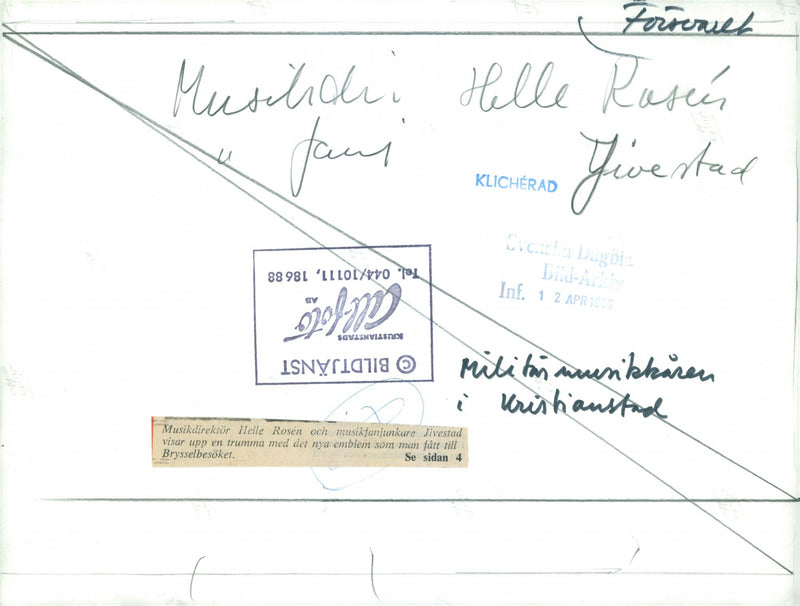 Försvaret
Musikdir. Helle Rosén
" fanj Jivestad
KLICHÉRAD
Svenska Dagbla
Bild-Arkiv
Inf. 12 APR
© BILDTJÄNST
KRISTIANSTADS
All-foto
AB
Tel. 044/10111, 18688
Militärmusikkåren
i Kristianstad
Musikdirektör Helle Rosén och musikfanjunkare Jivestad
visar upp en trumma med det nya emblem som man fått till
Brysselbesöket. Se sidan 4